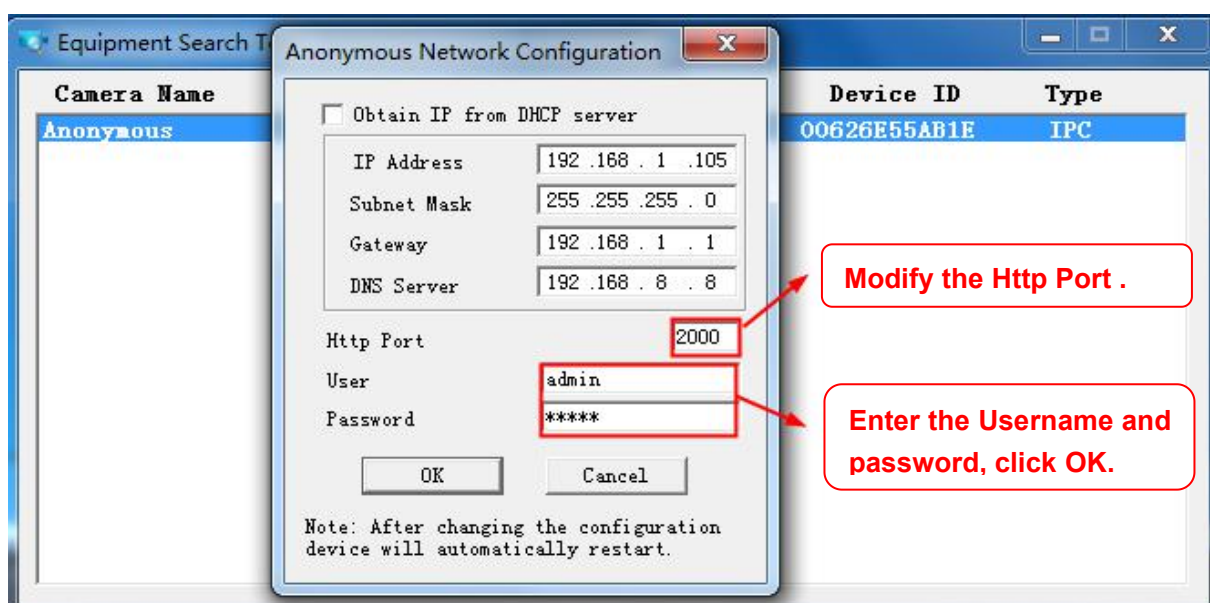 Equipment Search T
Anonymous Network Configuration
Camera Name
Device ID
Type
Anonymous
00626E55AB1E
IPC
Obtain IP from DHCP server
IP Address 192 .168 . 1 .105
Subnet Mask 255 .255 .255 . 0
Gateway 192 .168 . 1 . 1
DNS Server 192 .168 . 8 . 8
Http Port 2000
User admin
Password *****
OK Cancel
Note: After changing the configuration
device will automatically restart.
Modify the Http Port .
Enter the Username and
password, click OK.